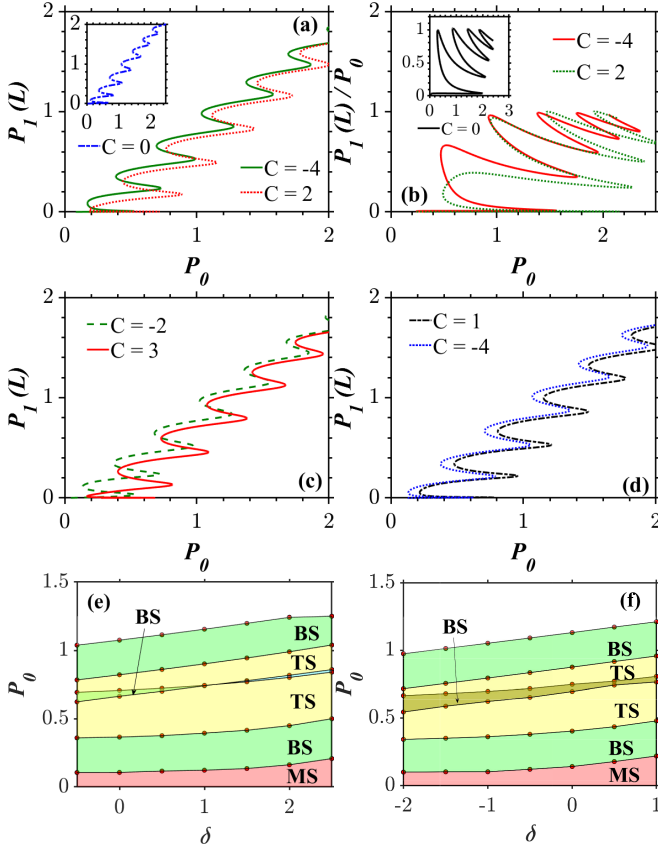 2
1
0
P₁(L)
(a)
2
1
0
0 1 2
C = 0
C = -4
C = 2
0 1 2
P₀
2
1
0
P₁(L) / P₀
1
0.5
0
0 1 2 3
C = 0
C = -4
C = 2
(b)
0 1 2
P₀
2
1
0
P₁(L)
C = -2
C = 3
(c)
0 1 2
P₀
2
1
0
P₁(L)
C = 1
C = -4
(d)
0 1 2
P₀
1.5
1
0.5
0
P₀
(e)
BS
BS
TS
TS
BS
MS
0 1 2
δ
1.5
1
0.5
0
P₀
(f)
BS
BS
TS
TS
BS
MS
-2 -1 0 1
δ